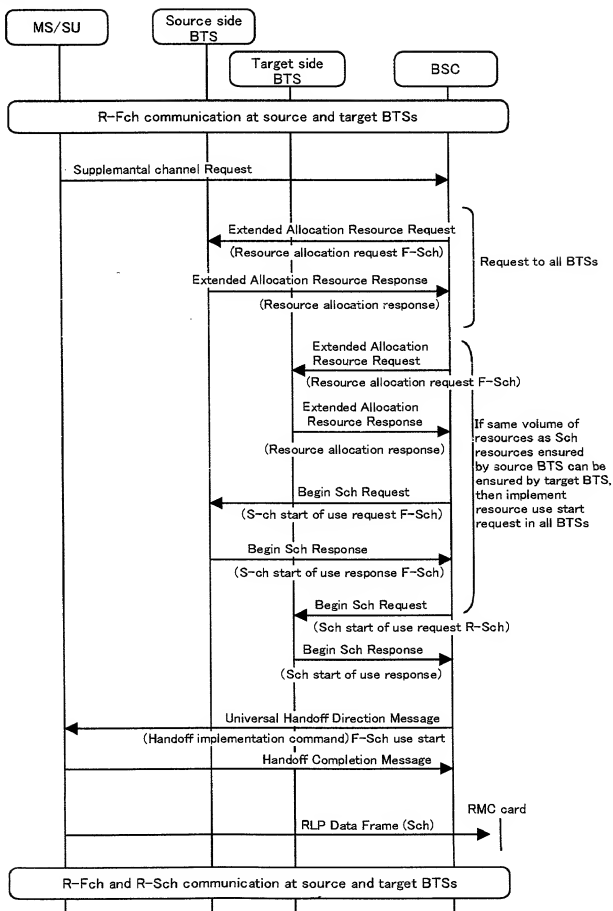 MS/SU
Source side
BTS
Target side
BTS
BSC
R-Fch communication at source and target BTSs
Supplemantal channel Request
Extended Allocation Resource Request
(Resource allocation request F-Sch)
Request to all BTSs
Extended Allocation Resource Response
(Resource allocation response)
Extended Allocation
Resource Request
(Resource allocation request F-Sch)
Extended Allocation
Resource Response
(Resource allocation response)
If same volume of
resources as Sch
resources ensured
by source BTS can be
ensured by target BTS,
then implement
resource use start
request in all BTSs
Begin Sch Request
(S-ch start of use request F-Sch)
Begin Sch Response
(S-ch start of use response F-Sch)
Begin Sch Request
(Sch start of use request R-Sch)
Begin Sch Response
(Sch start of use response)
Universal Handoff Direction Message
(Handoff implementation command) F-Sch use start
Handoff Completion Message
RMC card
RLP Data Frame (Sch)
R-Fch and R-Sch communication at source and target BTSs